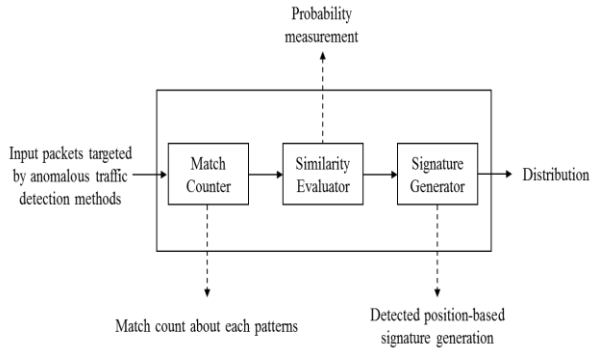 Probability
measurement
Input packets targeted
by anomalous traffic
detection methods
Match
Counter
Similarity
Evaluator
Signature
Generator
Distribution
Match count about each patterns
Detected position-based
signature generation